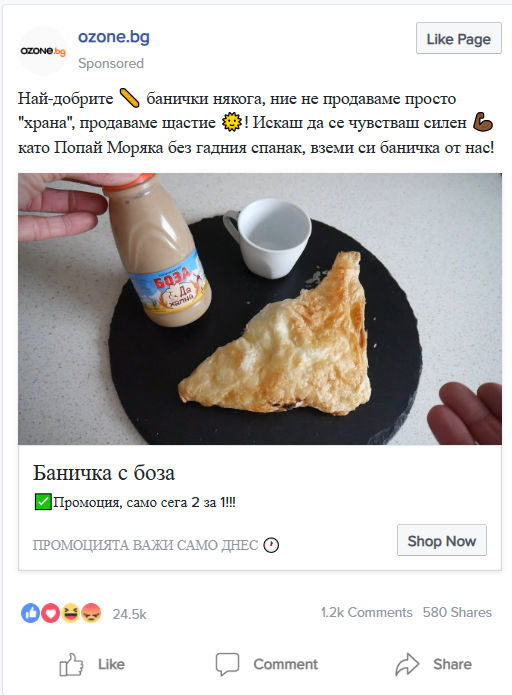 ozone.bg
ozone.bg
Like Page
Sponsored
Най-добрите 🥖 банички някога, ние не продаваме просто
"храна", продаваме щастие 🌞! Искаш да се чувстваш силен 💪🏿
като Попай Моряка без гадния спанак, вземи си баничка от нас!
БОЗА
Да
хапна
Баничка с боза
✅Промоция, само сега 2 за 1!!!
ПРОМОЦИЯТА ВАЖИ САМО ДНЕС 🕐
Shop Now
24.5k
1.2k Comments 580 Shares
Like
Comment
Share